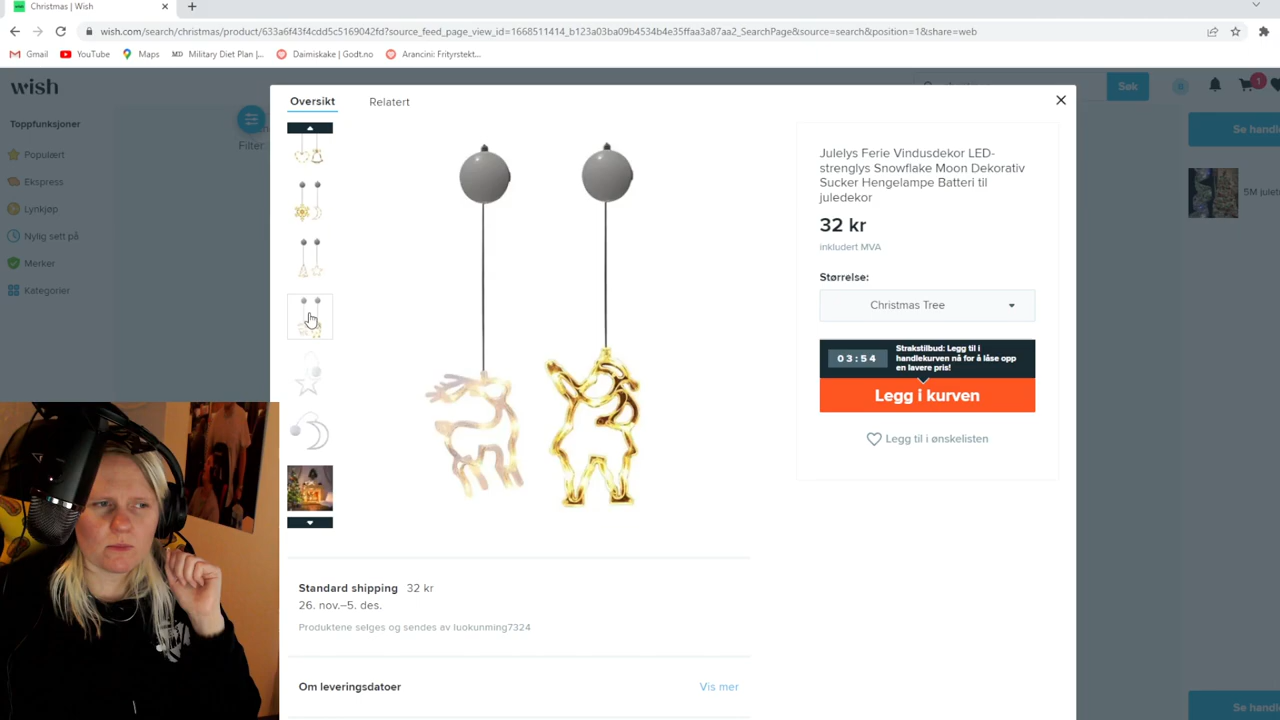 Christmas | Wish
wish.com/search/christmas/product/633a6f43f4cdd5c5169042fd?source_feed_page_view_id=1668511414_b123a03ba09b4534b4e35ffaa3a87aa2_SearchPage&source=search&position=1&share=web
Gmail
YouTube
Maps
MD Military Diet Plan |...
Daimiskake | Godt.no
Arancini: Frityrstekt...
wish
Søk
1
Oversikt
Relatert
Toppfunksjoner
Populært
Ekspress
Lynkjøp
Nylig sett på
Merker
Kategorier
Filter
Se handle
5M julet
Julelys Ferie Vindusdekor LED-
strenglys Snowflake Moon Dekorativ
Sucker Hengelampe Batteri til
juledekor
32 kr
inkludert MVA
Størrelse:
Christmas Tree
03:54
Strakstilbud: Legg til i
handlekurven nå for å låse opp
en lavere pris!
Legg i kurven
Legg til i ønskelisten
Standard shipping 32 kr
26. nov.–5. des.
Produktene selges og sendes av luokunming7324
Om leveringsdatoer
Vis mer
Se handle